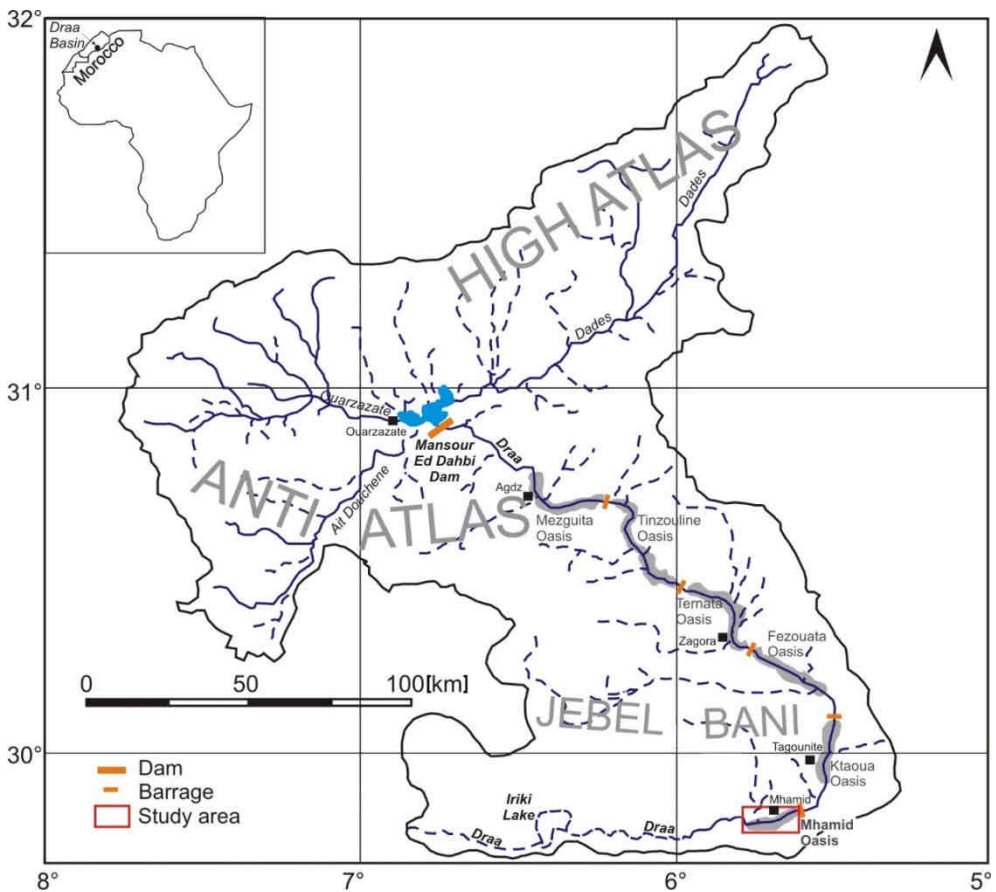 32°
Draa
Basin
Morocco
HIGH ATLAS
Dades
Dades
31°
Ouarzazate
Ouarzazate
Mansour
Ed Dahbi
Dam
Draa
ANTI ATLAS
Ait Douchene
Agdz
Mezguita
Oasis
Tinzouline
Oasis
Ternata
Oasis
Zagora
Fezouata
Oasis
0 50 100[km]
JEBEL BANI
30°
Tagounite
Ktaoua
Oasis
Dam
Barrage
Study area
Iriki
Lake
Mhamid
Draa
Draa
Mhamid
Oasis
8° 7° 6° 5°